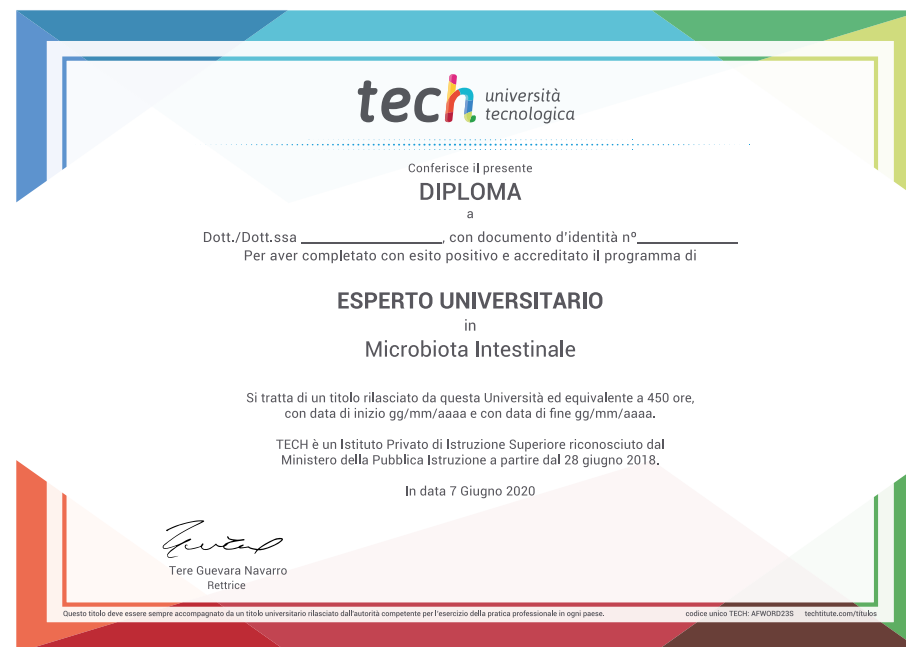 tech università
tecnologica
Conferisce il presente
DIPLOMA
a
Dott./Dott.ssa ________________, con documento d'identità nº____________
Per aver completato con esito positivo e accreditato il programma di
ESPERTO UNIVERSITARIO
in
Microbiota Intestinale
Si tratta di un titolo rilasciato da questa Università ed equivalente a 450 ore,
con data di inizio gg/mm/aaaa e con data di fine gg/mm/aaaa.
TECH è un Istituto Privato di Istruzione Superiore riconosciuto dal
Ministero della Pubblica Istruzione a partire dal 28 giugno 2018.
In data 7 Giugno 2020
Tere Guevara Navarro
Rettrice
Questo titolo deve essere sempre accompagnato da un titolo universitario rilasciato dall'autorità competente per l'esercizio della pratica professionale in ogni paese. codice unico TECH: AFWORD23S techtitute.com/titulos